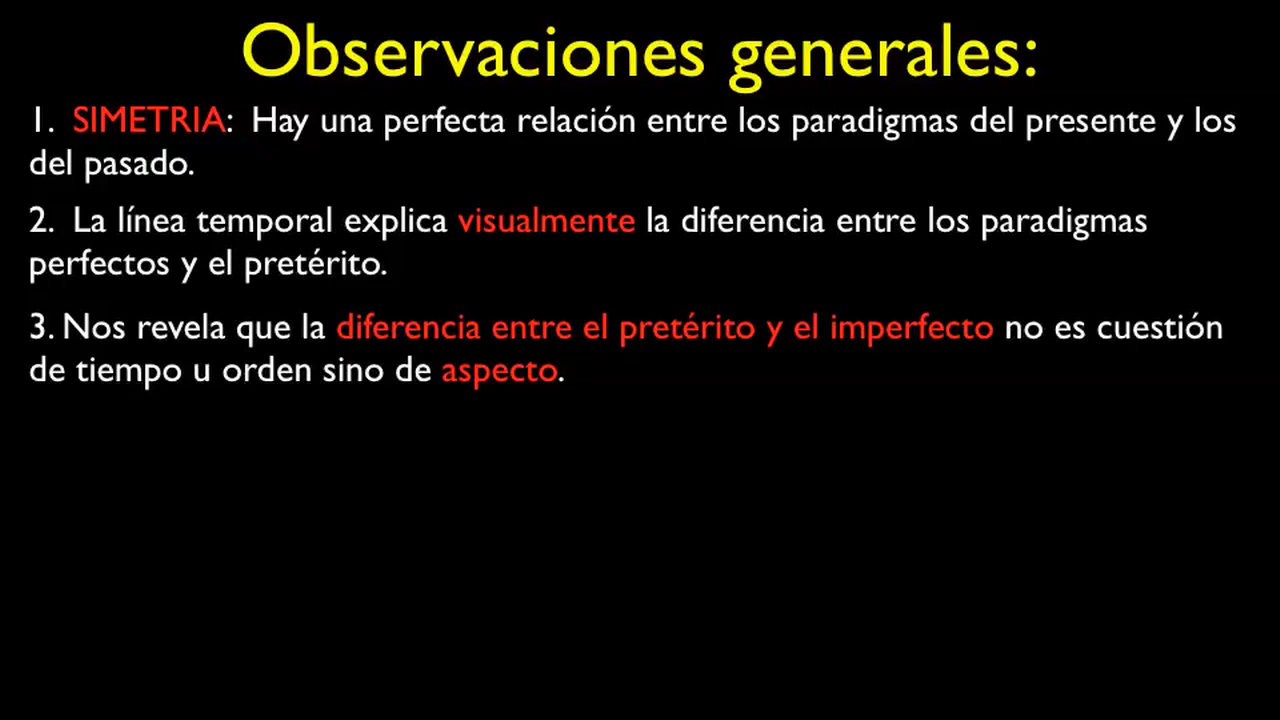 Observaciones generales:
1. SIMETRIA: Hay una perfecta relación entre los paradigmas del presente y los
del pasado.
2. La línea temporal explica visualmente la diferencia entre los paradigmas
perfectos y el pretérito.
3. Nos revela que la diferencia entre el pretérito y el imperfecto no es cuestión
de tiempo u orden sino de aspecto.